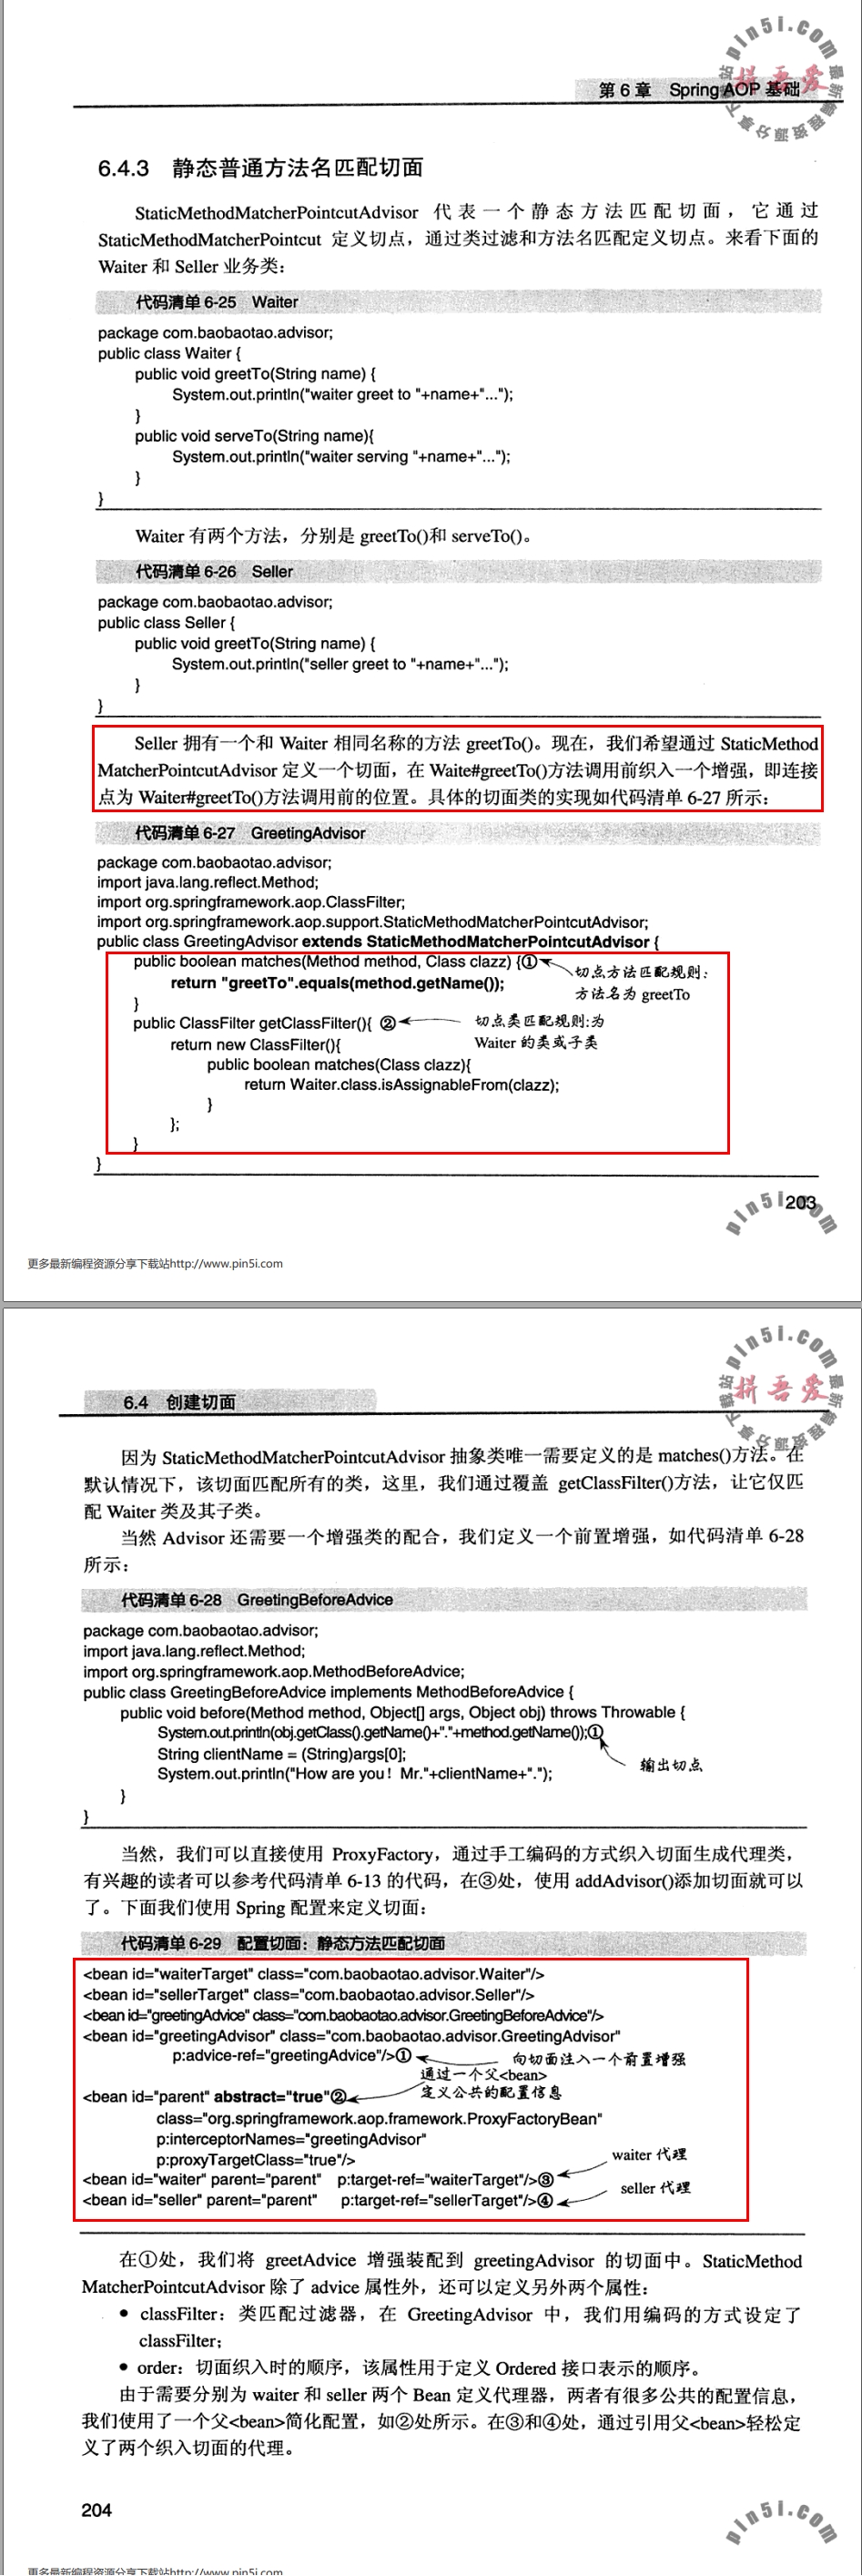 pin5i.com
拼吾爱
最新编程资源分享下载站
第 6 章 Spring AOP 基础
6.4.3 静态普通方法名匹配切面
StaticMethodMatcherPointcutAdvisor 代表一个静态方法匹配切面，它通过
StaticMethodMatcherPointcut 定义切点，通过类过滤和方法名匹配定义切点。来看下面的
Waiter 和 Seller 业务类：
代码清单 6-25 Waiter
package com.baobaotao.advisor;
public class Waiter {
public void greetTo(String name) {
System.out.println("waiter greet to "+name+"...");
}
public void serveTo(String name){
System.out.println("waiter serving "+name+"...");
}
}
Waiter 有两个方法，分别是 greetTo()和 serveTo()。
代码清单 6-26 Seller
package com.baobaotao.advisor;
public class Seller {
public void greetTo(String name) {
System.out.println("seller greet to "+name+"...");
}
}
Seller 拥有一个和 Waiter 相同名称的方法 greetTo()。现在，我们希望通过 StaticMethod
MatcherPointcutAdvisor 定义一个切面，在 Waite#greetTo()方法调用前织入一个增强，即连接
点为 Waiter#greetTo()方法调用前的位置。具体的切面类的实现如代码清单 6-27 所示：
代码清单 6-27 GreetingAdvisor
package com.baobaotao.advisor;
import java.lang.reflect.Method;
import org.springframework.aop.ClassFilter;
import org.springframework.aop.support.StaticMethodMatcherPointcutAdvisor;
public class GreetingAdvisor extends StaticMethodMatcherPointcutAdvisor {
public boolean matches(Method method, Class clazz) {① 切点方法匹配规则：
return "greetTo".equals(method.getName()); 方法名为 greetTo
}
public ClassFilter getClassFilter(){ ② 切点类匹配规则:为
return new ClassFilter(){ Waiter 的类或子类
public boolean matches(Class clazz){
return Waiter.class.isAssignableFrom(clazz);
}
};
}
}
203
pin5i.com
更多最新编程资源分享下载站http://www.pin5i.com
pin5i.com
拼吾爱
最新编程资源分享下载站
6.4 创建切面
因为 StaticMethodMatcherPointcutAdvisor 抽象类唯一需要定义的是 matches()方法。在
默认情况下，该切面匹配所有的类，这里，我们通过覆盖 getClassFilter()方法，让它仅匹
配 Waiter 类及其子类。
当然 Advisor 还需要一个增强类的配合，我们定义一个前置增强，如代码清单 6-28
所示：
代码清单 6-28 GreetingBeforeAdvice
package com.baobaotao.advisor;
import java.lang.reflect.Method;
import org.springframework.aop.MethodBeforeAdvice;
public class GreetingBeforeAdvice implements MethodBeforeAdvice {
public void before(Method method, Object[] args, Object obj) throws Throwable {
System.out.println(obj.getClass().getName()+"."+method.getName());①
String clientName = (String)args[0]; 输出切点
System.out.println("How are you！Mr."+clientName+".");
}
}
当然，我们可以直接使用 ProxyFactory，通过手工编码的方式织入切面生成代理类，
有兴趣的读者可以参考代码清单 6-13 的代码，在③处，使用 addAdvisor()添加切面就可以
了。下面我们使用 Spring 配置来定义切面：
代码清单 6-29 配置切面：静态方法匹配切面
<bean id="waiterTarget" class="com.baobaotao.advisor.Waiter"/>
<bean id="sellerTarget" class="com.baobaotao.advisor.Seller"/>
<bean id="greetingAdvice" class="com.baobaotao.advisor.GreetingBeforeAdvice"/>
<bean id="greetingAdvisor" class="com.baobaotao.advisor.GreetingAdvisor"
p:advice-ref="greetingAdvice"/>① 向切面注入一个前置增强
通过一个父<bean>
<bean id="parent" abstract="true"② 定义公共的配置信息
class="org.springframework.aop.framework.ProxyFactoryBean"
p:interceptorNames="greetingAdvisor"
p:proxyTargetClass="true"/> waiter 代理
<bean id="waiter" parent="parent" p:target-ref="waiterTarget"/>③
<bean id="seller" parent="parent" p:target-ref="sellerTarget"/>④ seller 代理
在①处，我们将 greetAdvice 增强装配到 greetingAdvisor 的切面中。StaticMethod
MatcherPointcutAdvisor 除了 advice 属性外，还可以定义另外两个属性：
● classFilter：类匹配过滤器，在 GreetingAdvisor 中，我们用编码的方式设定了
classFilter；
● order：切面织入时的顺序，该属性用于定义 Ordered 接口表示的顺序。
由于需要分别为 waiter 和 seller 两个 Bean 定义代理器，两者有很多公共的配置信息，
我们使用了一个父<bean>简化配置，如②处所示。在③和④处，通过引用父<bean>轻松定
义了两个织入切面的代理。
204
pin5i.com
更多最新编程资源分享下载站http://www.pin5i.com